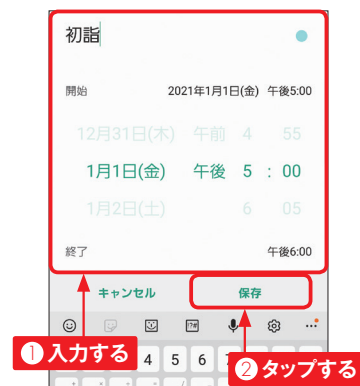 初詣
開始 2021年1月1日(金) 午後5:00
12月31日(木) 午前 4 55
1月1日(金) 午後 5 : 00
1月2日(土) 6 05
終了 午後6:00
キャンセル 保存
!?#
4 5 6
①入力する
②タップする